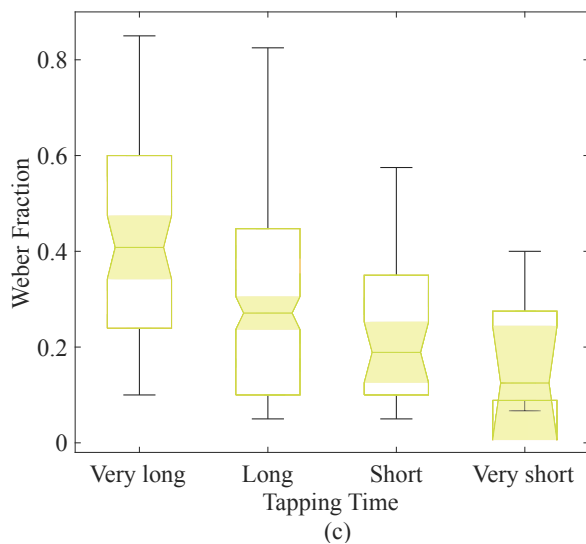 0.8
0.6
0.4
0.2
0
Weber Fraction
Very long Long Short Very short
Tapping Time
(c)